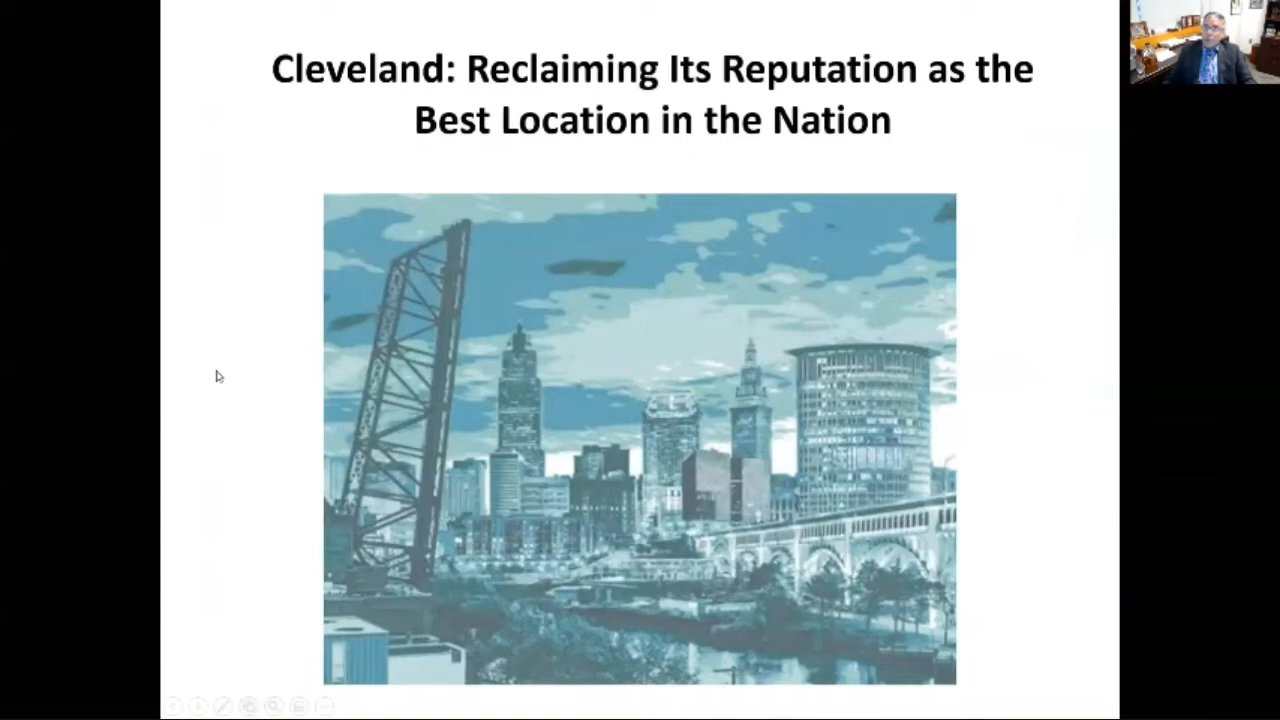 Cleveland: Reclaiming Its Reputation as the
Best Location in the Nation